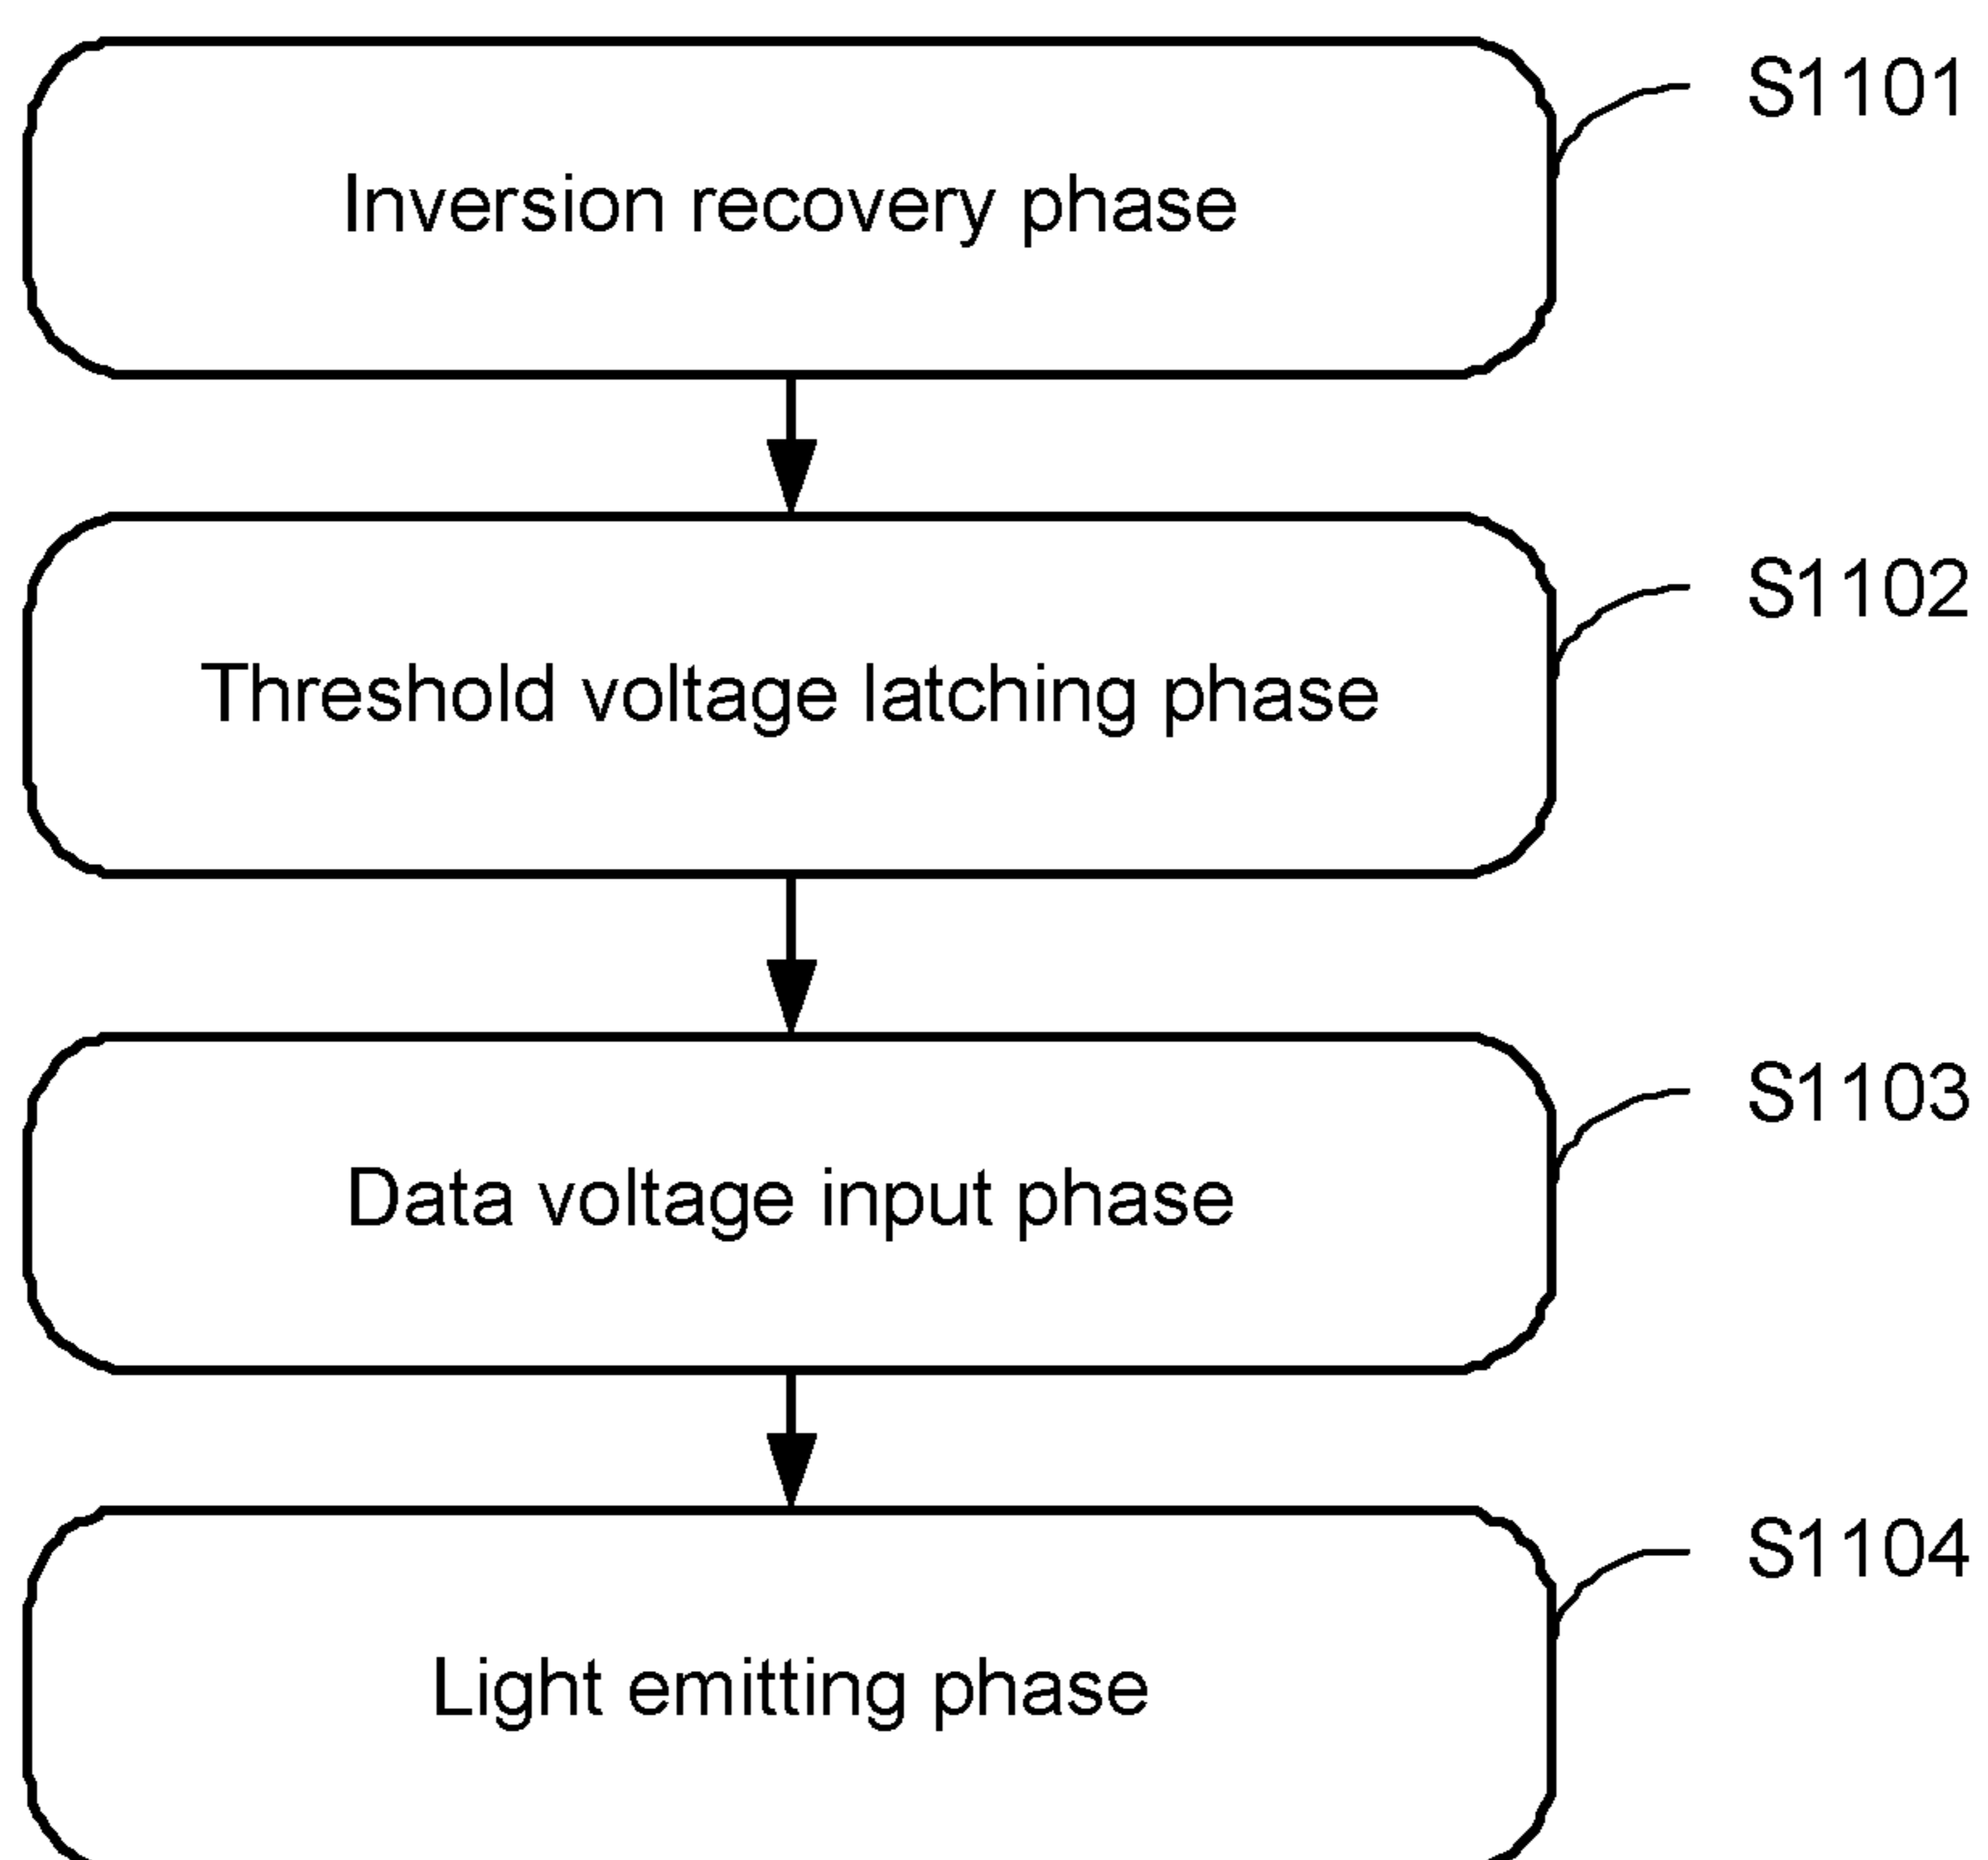 S1101
Inversion recovery phase
S1102
Threshold voltage latching phase
S1103
Data voltage input phase
S1104
Light emitting phase